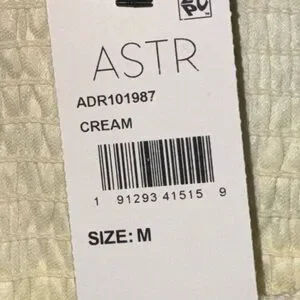 ASTR
ADR101987
CREAM
1 91293 41515 9
SIZE: M